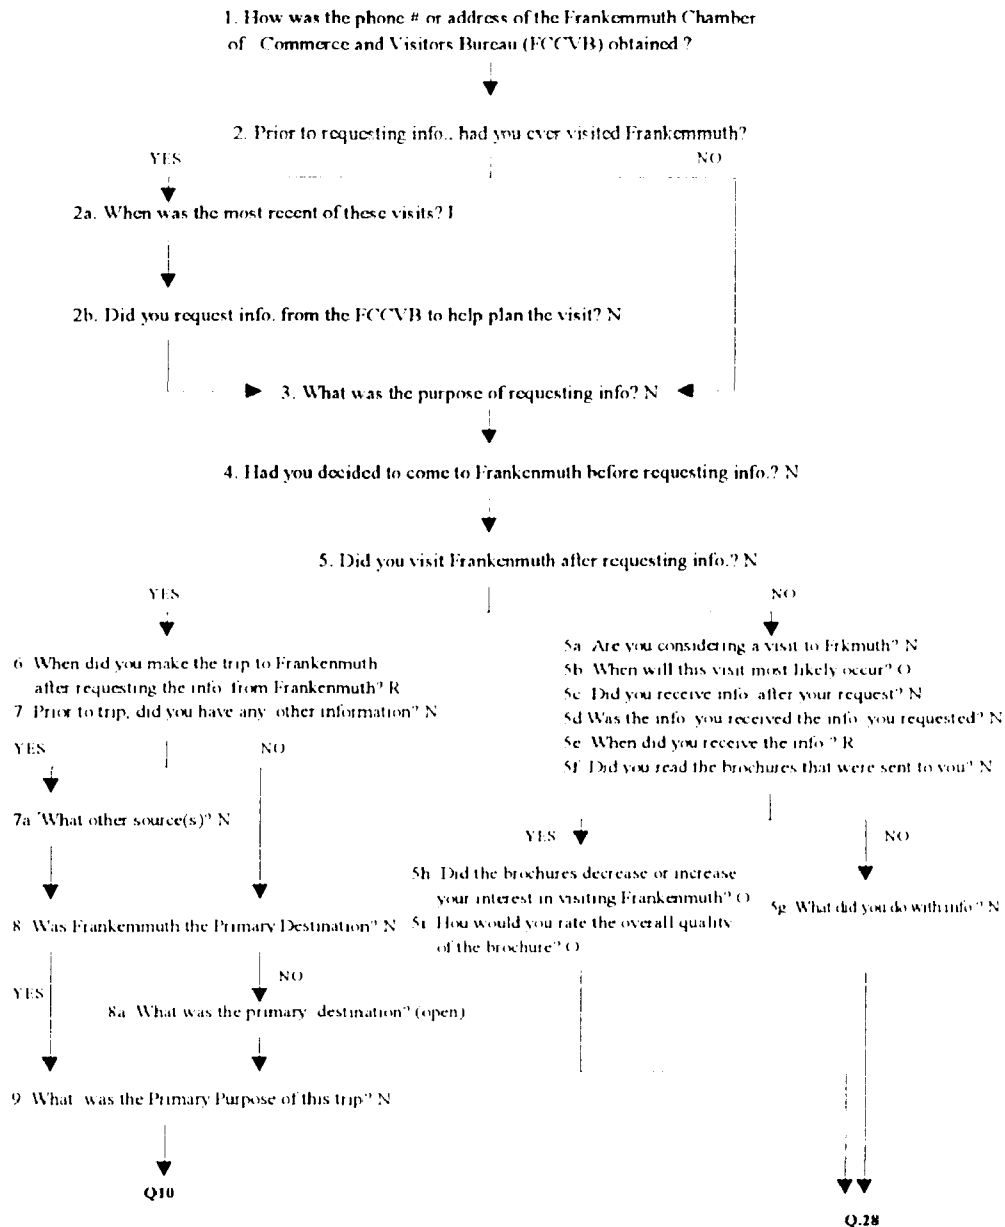 1. How was the phone # or address of the Frankemmuth Chamber
of Commerce and Visitors Bureau (FCCVB) obtained ?
2. Prior to requesting info., had you ever visited Frankemmuth?
YES
NO
2a. When was the most recent of these visits? I
2b. Did you request info. from the FCCVB to help plan the visit? N
3. What was the purpose of requesting info? N
4. Had you decided to come to Frankenmuth before requesting info.? N
5. Did you visit Frankenmuth after requesting info.? N
YES
NO
6 When did you make the trip to Frankenmuth
after requesting the info from Frankenmuth? R
7 Prior to trip, did you have any other information? N
YES
NO
7a What other source(s)? N
8 Was Frankemmuth the Primary Destination? N
YES
NO
8a What was the primary destination? (open)
9 What was the Primary Purpose of this trip? N
Q10
5a Are you considering a visit to Frkmuth? N
5b When will this visit most likely occur? O
5c Did you receive info after your request? N
5d Was the info you received the info you requested? N
5e When did you receive the info ? R
5f Did you read the brochures that were sent to you? N
YES
NO
5h Did the brochures decrease or increase
your interest in visiting Frankenmuth? O
5i How would you rate the overall quality
of the brochure? O
5g What did you do with info ? N
Q.28